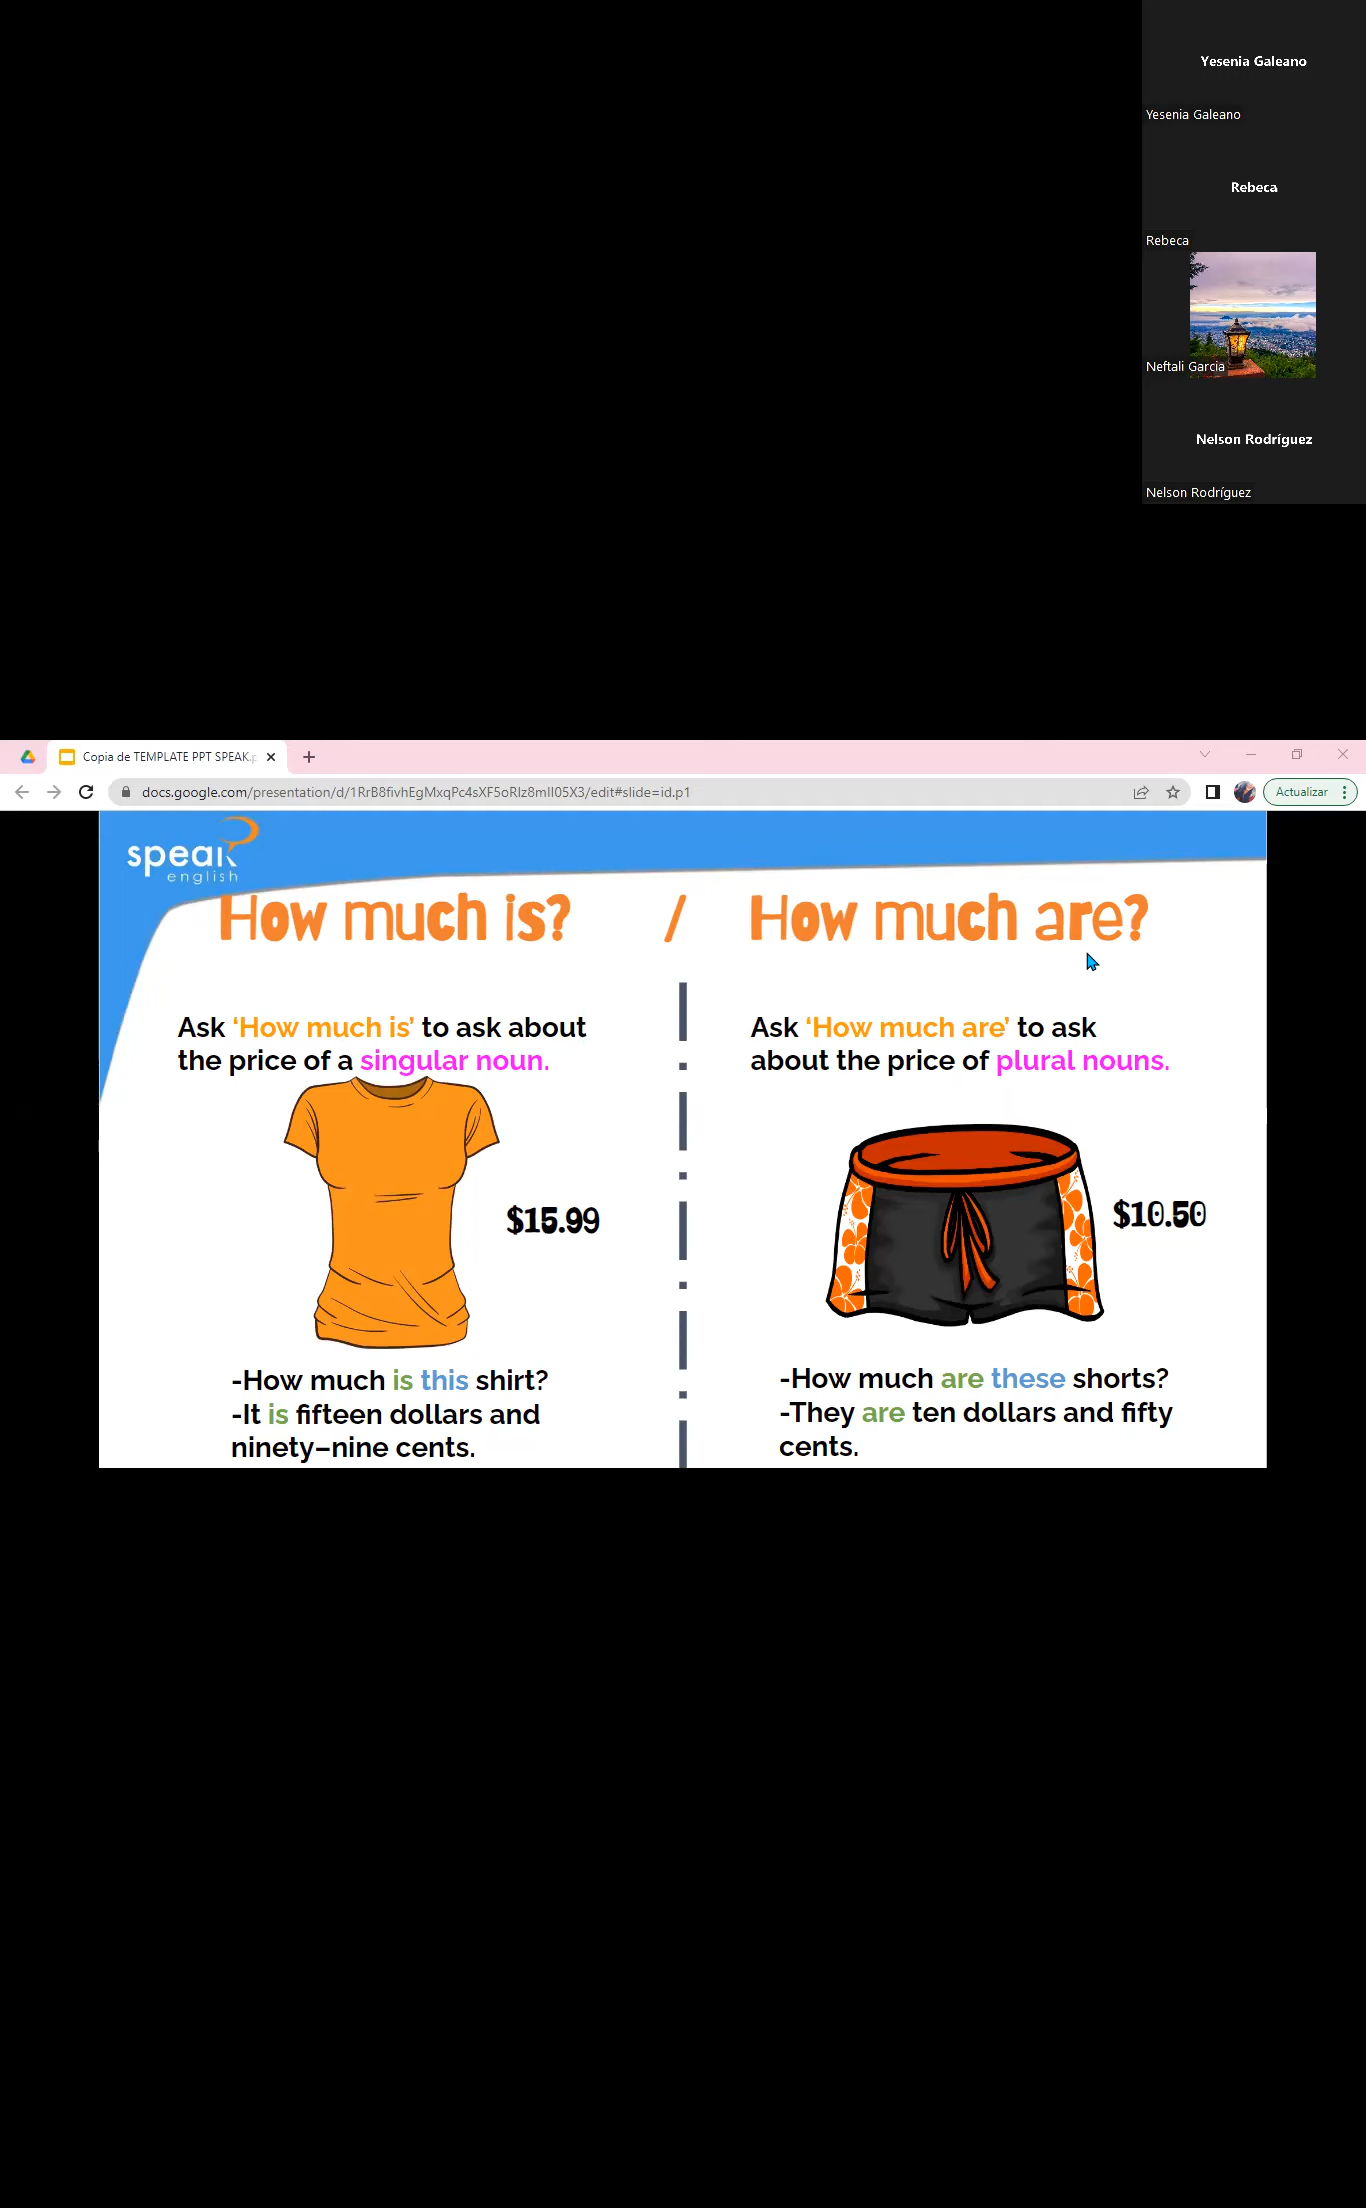 Yesenia Galeano
Yesenia Galeano
Rebeca
Rebeca
Neftali Garcia
Nelson Rodríguez
Nelson Rodríguez
Copia de TEMPLATE PPT SPEAK.p
docs.google.com/presentation/d/1RrB8fivhEgMxqPc4sXF5oRlz8mIl05X3/edit#slide=id.p1
Actualizar
speak
english
How much is? / How much are?
Ask ‘How much is’ to ask about
the price of a singular noun.
$15.99
-How much is this shirt?
-It is fifteen dollars and
ninety–nine cents.
Ask ‘How much are’ to ask
about the price of plural nouns.
$10.50
-How much are these shorts?
-They are ten dollars and fifty
cents.